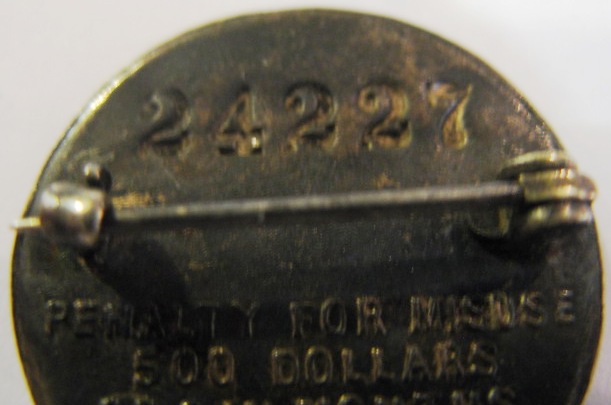 24227
PENALTY FOR MISUSE
500 DOLLARS